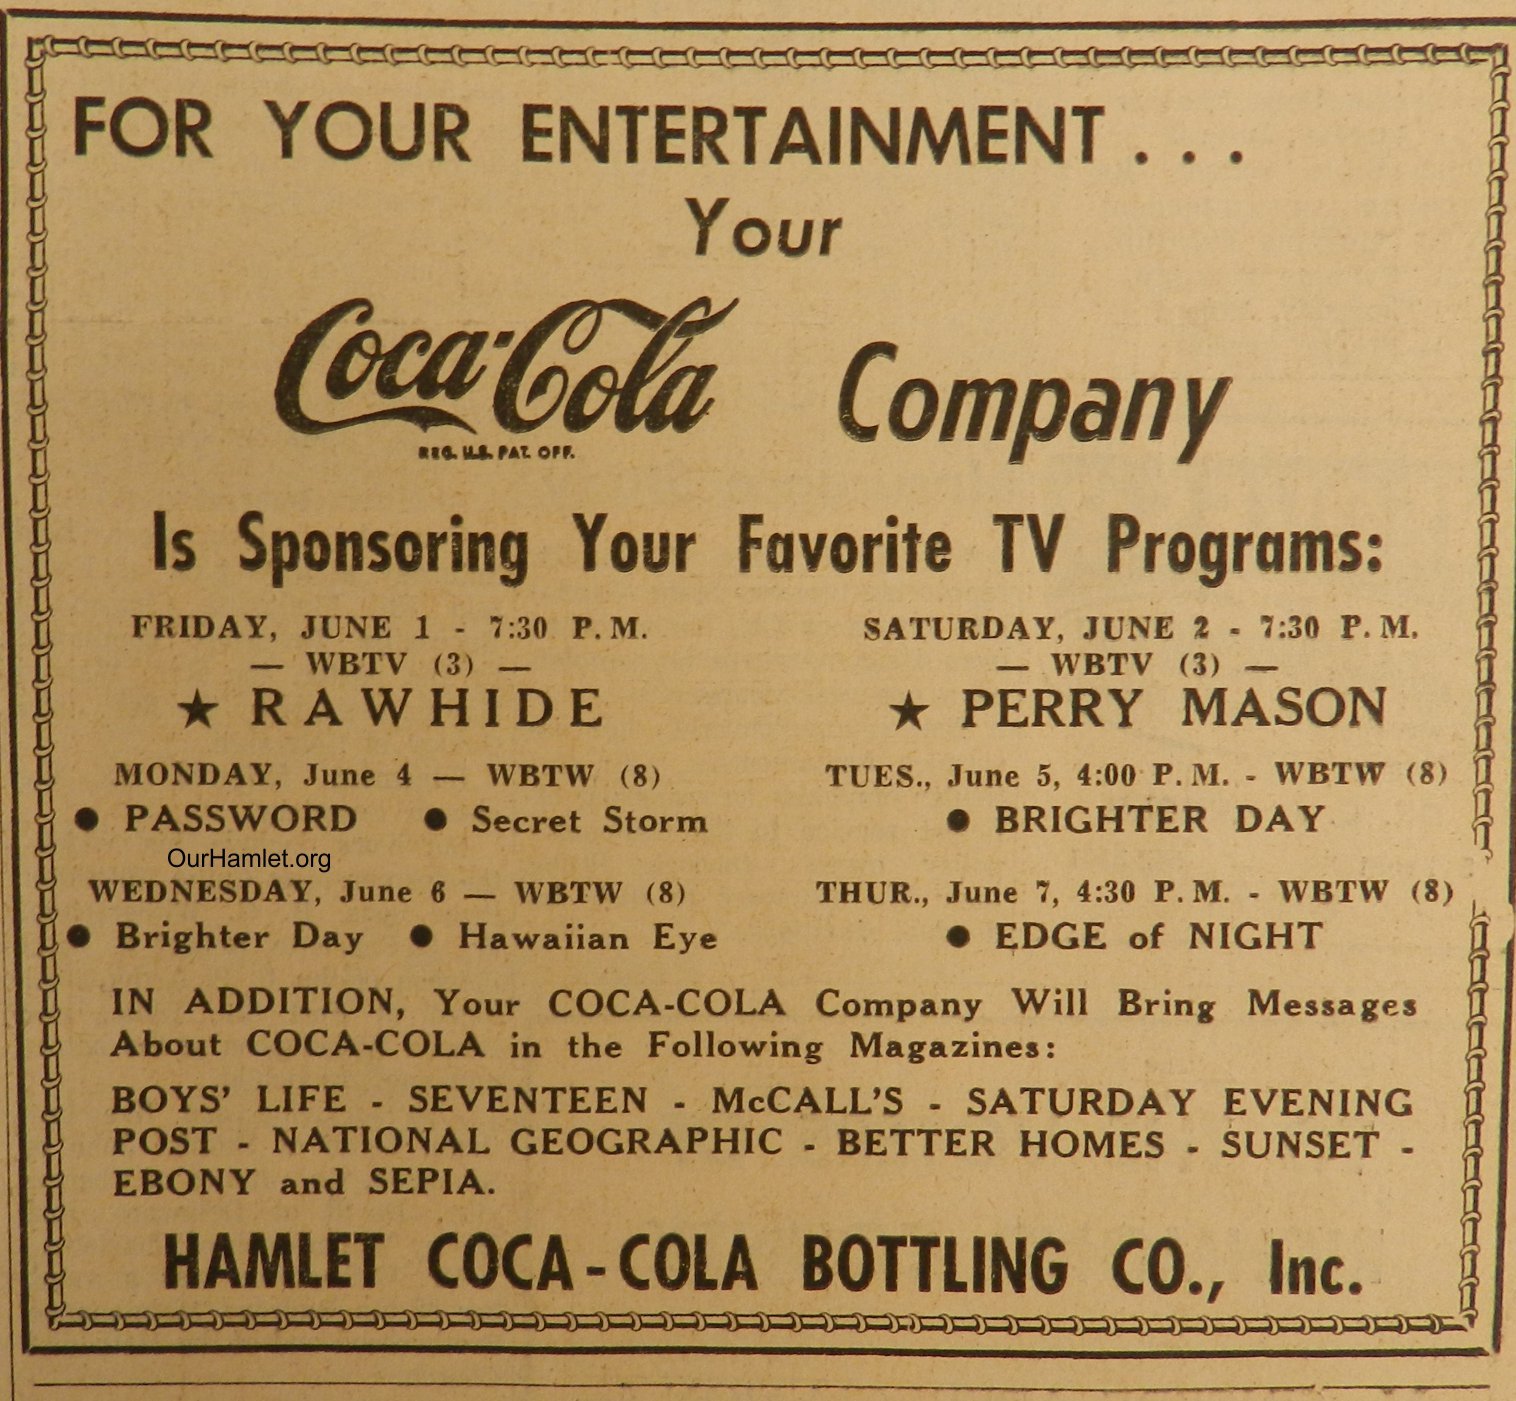 FOR YOUR ENTERTAINMENT . . .
Your
Coca-Cola Company
REG. U.S. PAT. OFF.
Is Sponsoring Your Favorite TV Programs:
FRIDAY, JUNE 1 - 7:30 P. M.
— WBTV (3) —
★ RAWHIDE
SATURDAY, JUNE 2 - 7:30 P. M.
— WBTV (3) —
★ PERRY MASON
MONDAY, June 4 — WBTW (8)
● PASSWORD ● Secret Storm
TUES., June 5, 4:00 P. M. - WBTW (8)
● BRIGHTER DAY
OurHamlet.org
WEDNESDAY, June 6 — WBTW (8)
● Brighter Day ● Hawaiian Eye
THUR., June 7, 4:30 P. M. - WBTW (8)
● EDGE of NIGHT
IN ADDITION, Your COCA-COLA Company Will Bring Messages
About COCA-COLA in the Following Magazines:
BOYS' LIFE - SEVENTEEN - McCALL'S - SATURDAY EVENING
POST - NATIONAL GEOGRAPHIC - BETTER HOMES - SUNSET -
EBONY and SEPIA.
HAMLET COCA-COLA BOTTLING CO., Inc.